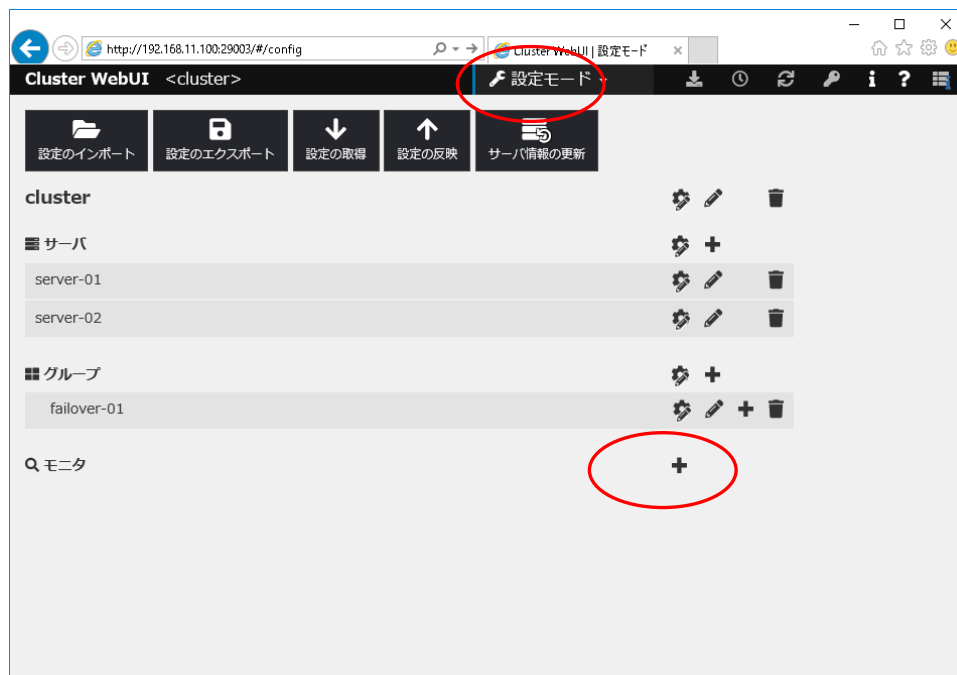 http://192.168.11.100:29003/#/config
Cluster WebUI | 設定モード
Cluster WebUI <cluster> 設定モード
設定のインポート 設定のエクスポート 設定の取得 設定の反映 サーバ情報の更新
cluster
サーバ
server-01
server-02
グループ
failover-01
モニタ